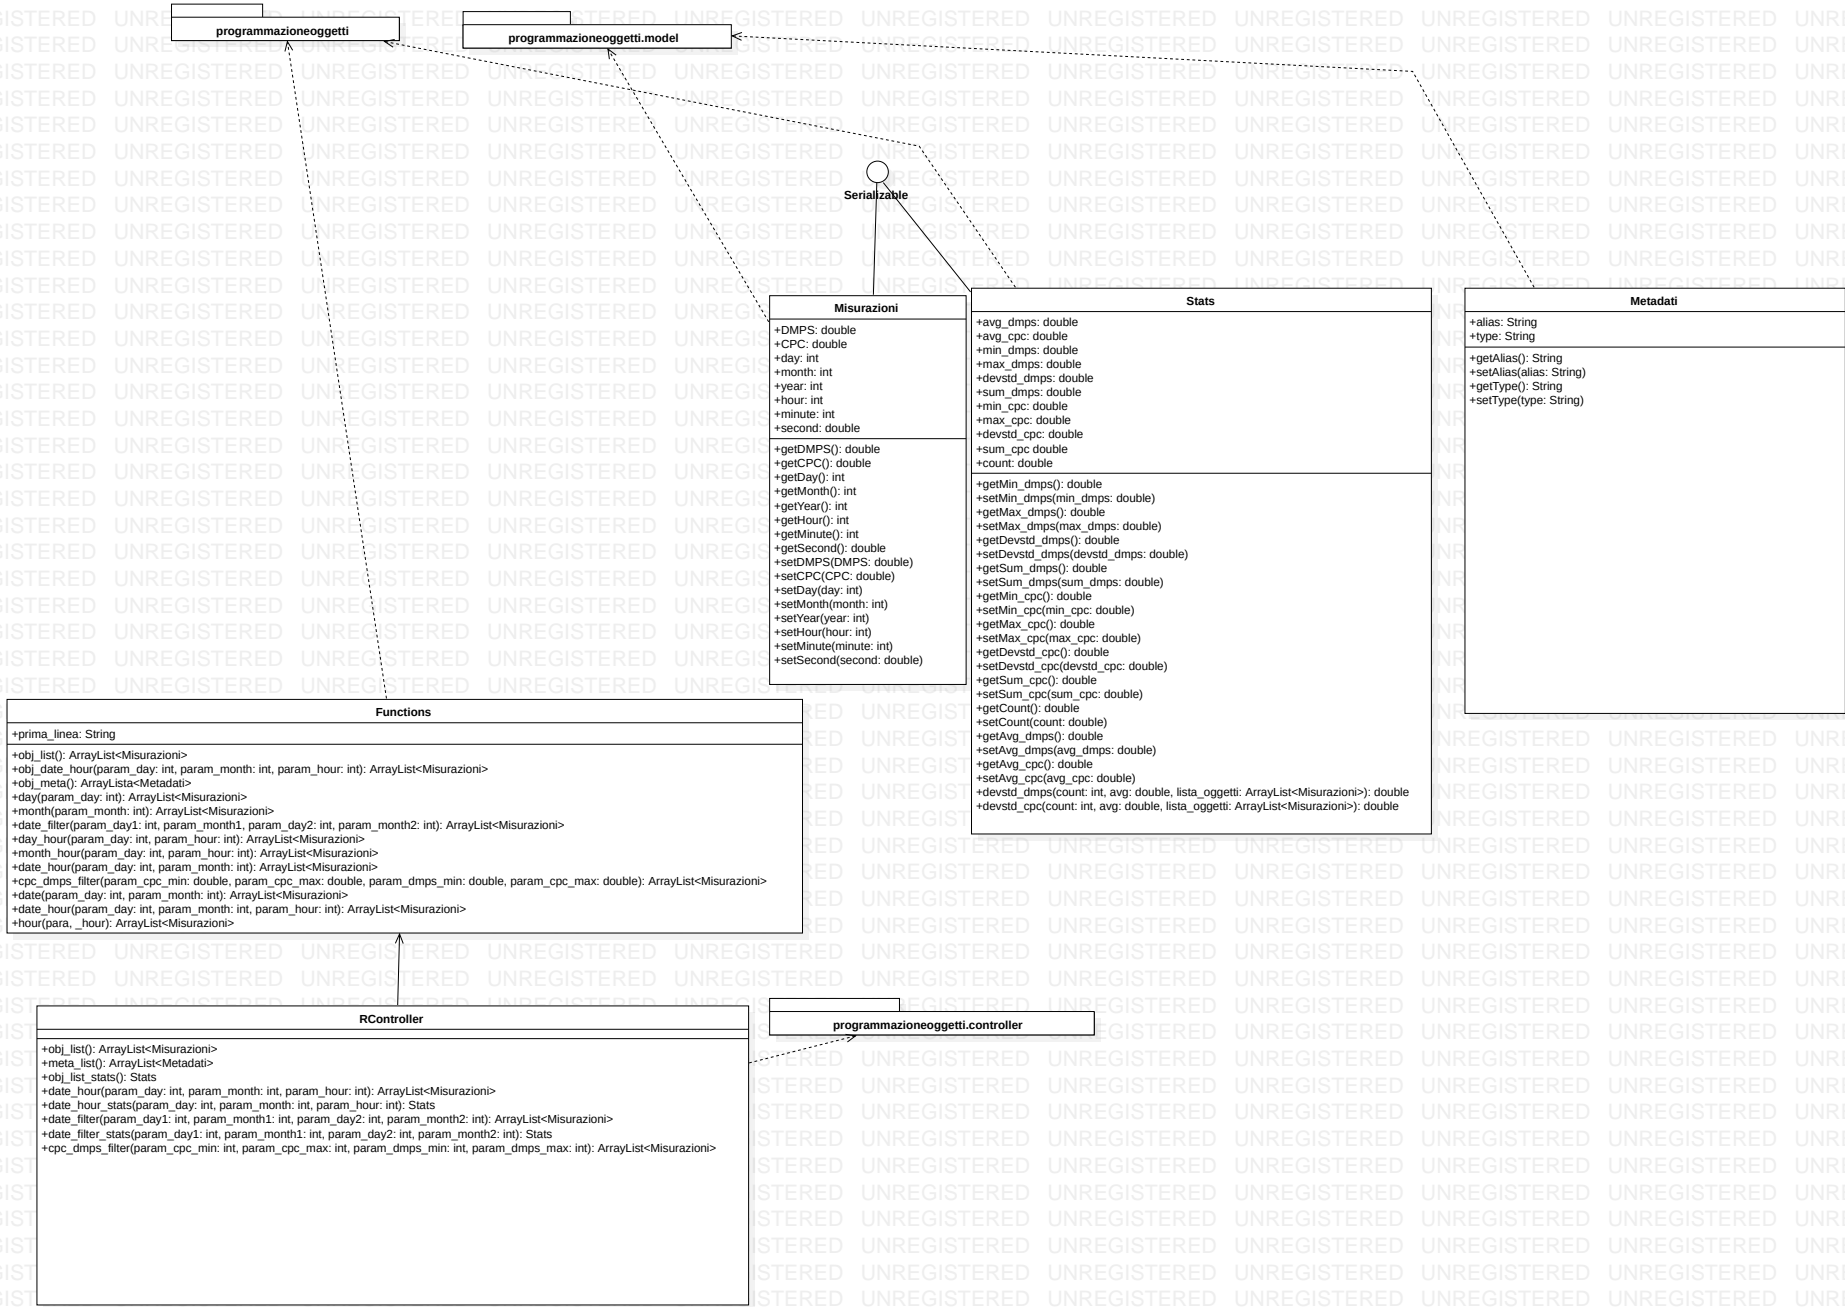 programmazioneoggetti
programmazioneoggetti.model
Serializable
Misurazioni
+DMPS: double
+CPC: double
+day: int
+month: int
+year: int
+hour: int
+minute: int
+second: double
+getDMPS(): double
+getCPC(): double
+getDay(): int
+getMonth(): int
+getYear(): int
+getHour(): int
+getMinute(): int
+getSecond(): double
+setDMPS(DMPS: double)
+setCPC(CPC: double)
+setDay(day: int)
+setMonth(month: int)
+setYear(year: int)
+setHour(hour: int)
+setMinute(minute: int)
+setSecond(second: double)
Stats
+avg_dmps: double
+avg_cpc: double
+min_dmps: double
+max_dmps: double
+devstd_dmps: double
+sum_dmps: double
+min_cpc: double
+max_cpc: double
+devstd_cpc: double
+sum_cpc double
+count: double
+getMin_dmps(): double
+setMin_dmps(min_dmps: double)
+getMax_dmps(): double
+setMax_dmps(max_dmps: double)
+getDevstd_dmps(): double
+setDevstd_dmps(devstd_dmps: double)
+getSum_dmps(): double
+setSum_dmps(sum_dmps: double)
+getMin_cpc(): double
+setMin_cpc(min_cpc: double)
+getMax_cpc(): double
+setMax_cpc(max_cpc: double)
+getDevstd_cpc(): double
+setDevstd_cpc(devstd_cpc: double)
+getSum_cpc(): double
+setSum_cpc(sum_cpc: double)
+getCount(): double
+setCount(count: double)
+getAvg_dmps(): double
+setAvg_dmps(avg_dmps: double)
+getAvg_cpc(): double
+setAvg_cpc(avg_cpc: double)
+devstd_dmps(count: int, avg: double, lista_oggetti: ArrayList<Misurazioni>): double
+devstd_cpc(count: int, avg: double, lista_oggetti: ArrayList<Misurazioni>): double
Metadati
+alias: String
+type: String
+getAlias(): String
+setAlias(alias: String)
+getType(): String
+setType(type: String)
Functions
+prima_linea: String
+obj_list(): ArrayList<Misurazioni>
+obj_date_hour(param_day: int, param_month: int, param_hour: int): ArrayList<Misurazioni>
+obj_meta(): ArrayLista<Metadati>
+day(param_day: int): ArrayList<Misurazioni>
+month(param_month: int): ArrayList<Misurazioni>
+date_filter(param_day1: int, param_month1, param_day2: int, param_month2: int): ArrayList<Misurazioni>
+day_hour(param_day: int, param_hour: int): ArrayList<Misurazioni>
+month_hour(param_day: int, param_hour: int): ArrayList<Misurazioni>
+date_hour(param_day: int, param_month: int): ArrayList<Misurazioni>
+cpc_dmps_filter(param_cpc_min: double, param_cpc_max: double, param_dmps_min: double, param_cpc_max: double): ArrayList<Misurazioni>
+date(param_day: int, param_month: int): ArrayList<Misurazioni>
+date_hour(param_day: int, param_month: int, param_hour: int): ArrayList<Misurazioni>
+hour(para, _hour): ArrayList<Misurazioni>
RController
+obj_list(): ArrayList<Misurazioni>
+meta_list(): ArrayList<Metadati>
+obj_list_stats(): Stats
+date_hour(param_day: int, param_month: int, param_hour: int): ArrayList<Misurazioni>
+date_hour_stats(param_day: int, param_month: int, param_hour: int): Stats
+date_filter(param_day1: int, param_month1: int, param_day2: int, param_month2: int): ArrayList<Misurazioni>
+date_filter_stats(param_day1: int, param_month1: int, param_day2: int, param_month2: int): Stats
+cpc_dmps_filter(param_cpc_min: int, param_cpc_max: int, param_dmps_min: int, param_dmps_max: int): ArrayList<Misurazioni>
programmazioneoggetti.controller
UNREGISTERED